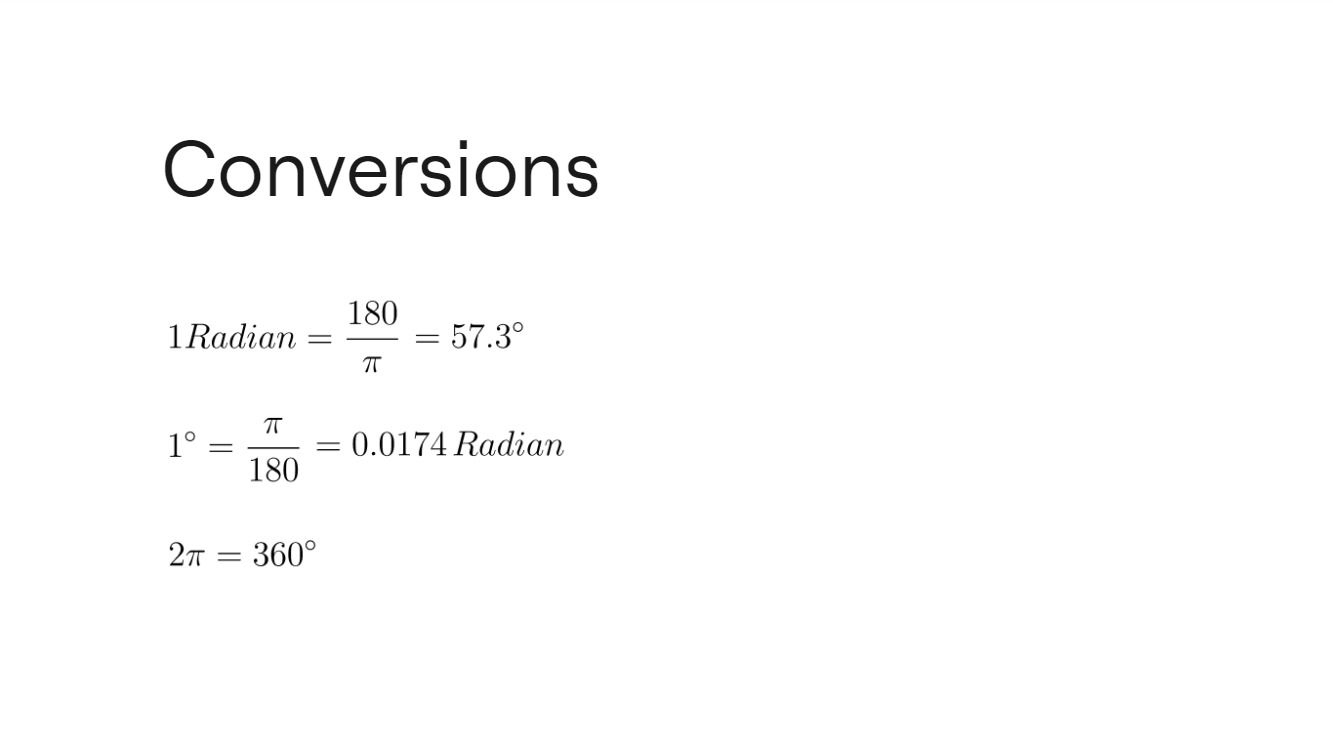 Conversions
1Radian = 180/π = 57.3°
1° = π/180 = 0.0174 Radian
2π = 360°